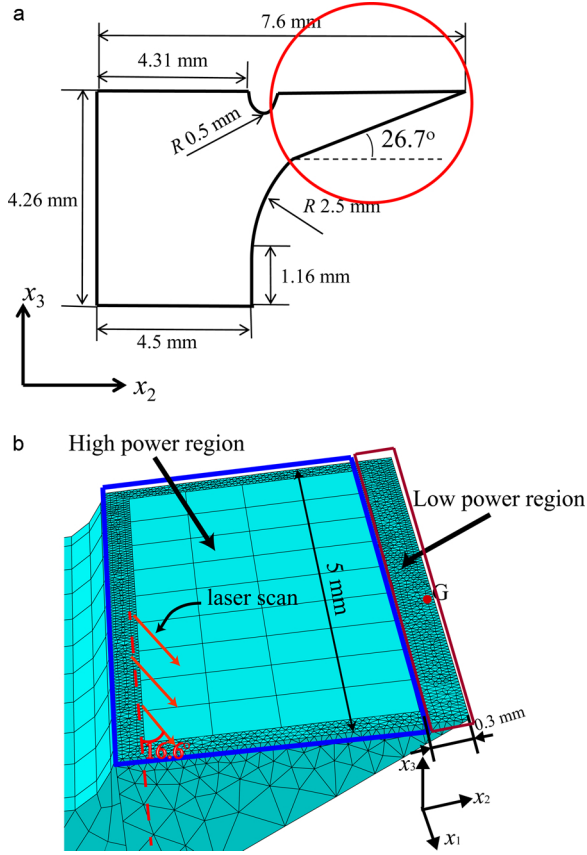 a
7.6 mm
4.31 mm
R 0.5 mm
26.7°
4.26 mm
R 2.5 mm
1.16 mm
x3
4.5 mm
x2
b
High power region
Low power region
5 mm
G
laser scan
16.6°
0.3 mm
x3
x2
x1